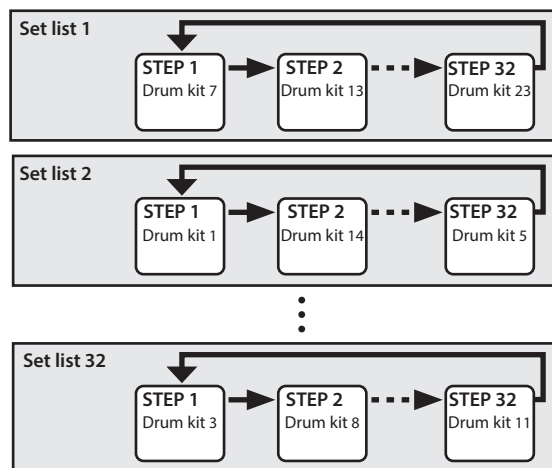 Set list 1
STEP 1
Drum kit 7
STEP 2
Drum kit 13
STEP 32
Drum kit 23
Set list 2
STEP 1
Drum kit 1
STEP 2
Drum kit 14
STEP 32
Drum kit 5
Set list 32
STEP 1
Drum kit 3
STEP 2
Drum kit 8
STEP 32
Drum kit 11